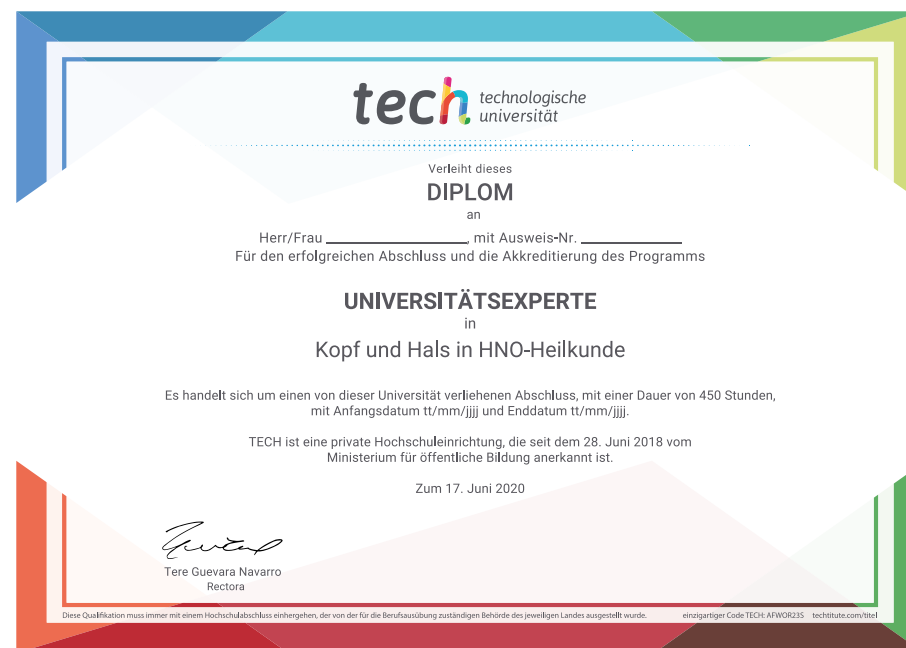 tech technologische
universität
Verleiht dieses
DIPLOM
an
Herr/Frau ____________________, mit Ausweis-Nr. ______________
Für den erfolgreichen Abschluss und die Akkreditierung des Programms
UNIVERSITÄTSEXPERTE
in
Kopf und Hals in HNO-Heilkunde
Es handelt sich um einen von dieser Universität verliehenen Abschluss, mit einer Dauer von 450 Stunden,
mit Anfangsdatum tt/mm/jjjj und Enddatum tt/mm/jjjj.
TECH ist eine private Hochschuleinrichtung, die seit dem 28. Juni 2018 vom
Ministerium für öffentliche Bildung anerkannt ist.
Zum 17. Juni 2020
Tere Guevara Navarro
Rectora
Diese Qualifikation muss immer mit einem Hochschulabschluss einhergehen, der von der für die Berufsausübung zuständigen Behörde des jeweiligen Landes ausgestellt wurde. einzigartiger Code TECH: AFWOR23S techtitute.com/titel